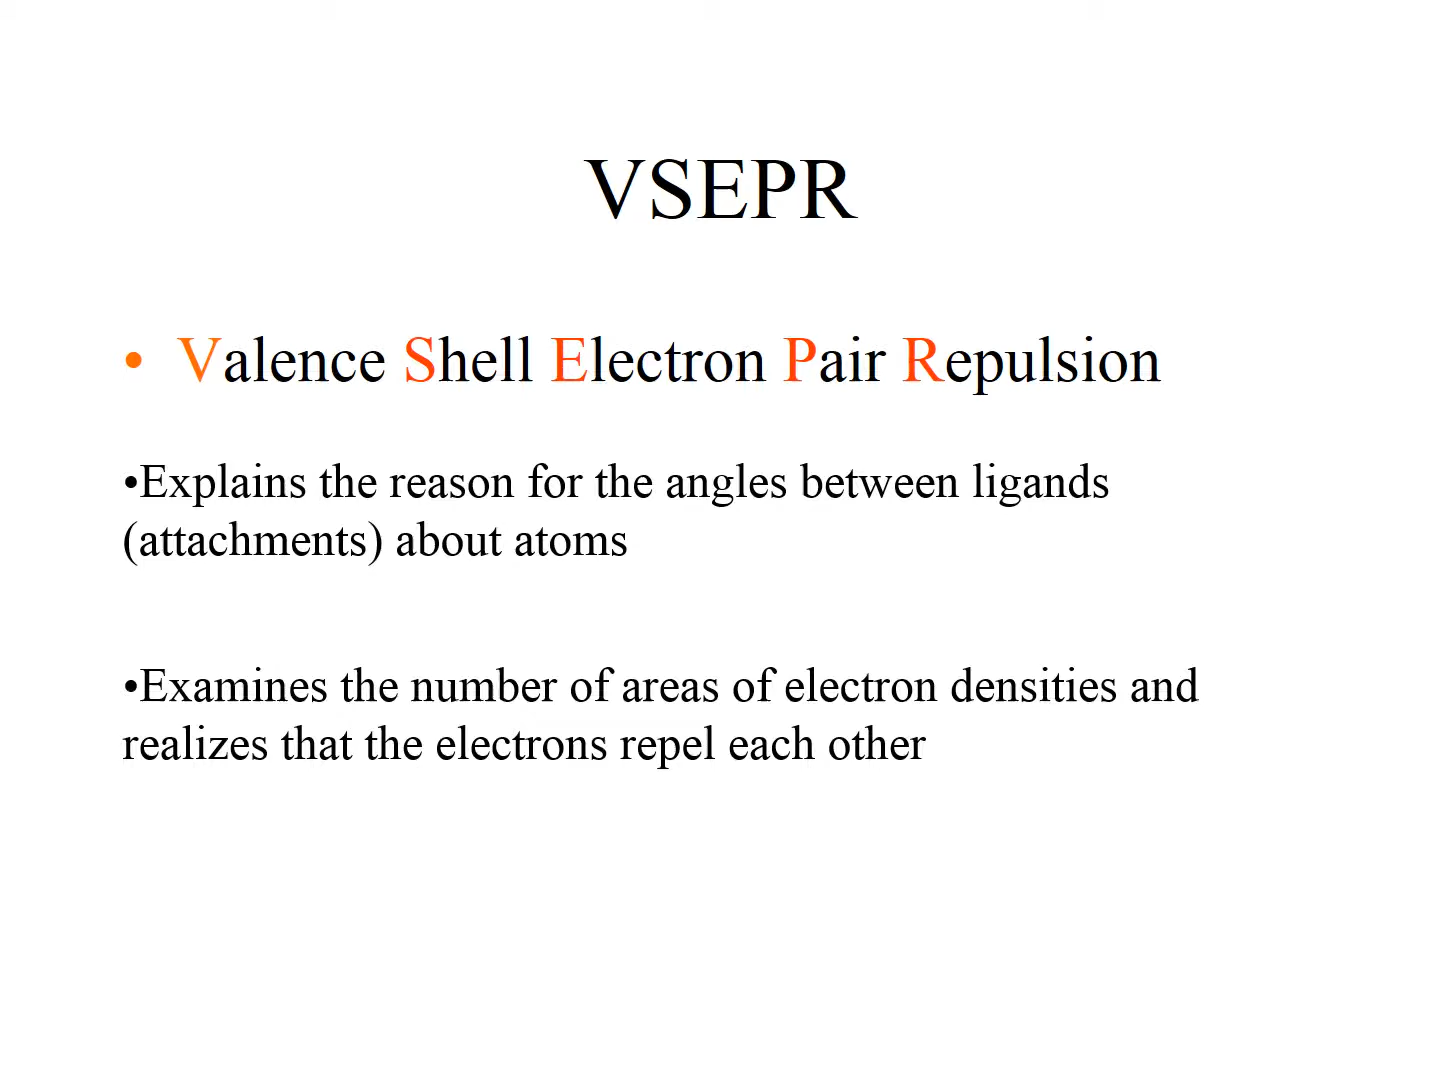 VSEPR
• Valence Shell Electron Pair Repulsion
•Explains the reason for the angles between ligands
(attachments) about atoms
•Examines the number of areas of electron densities and
realizes that the electrons repel each other